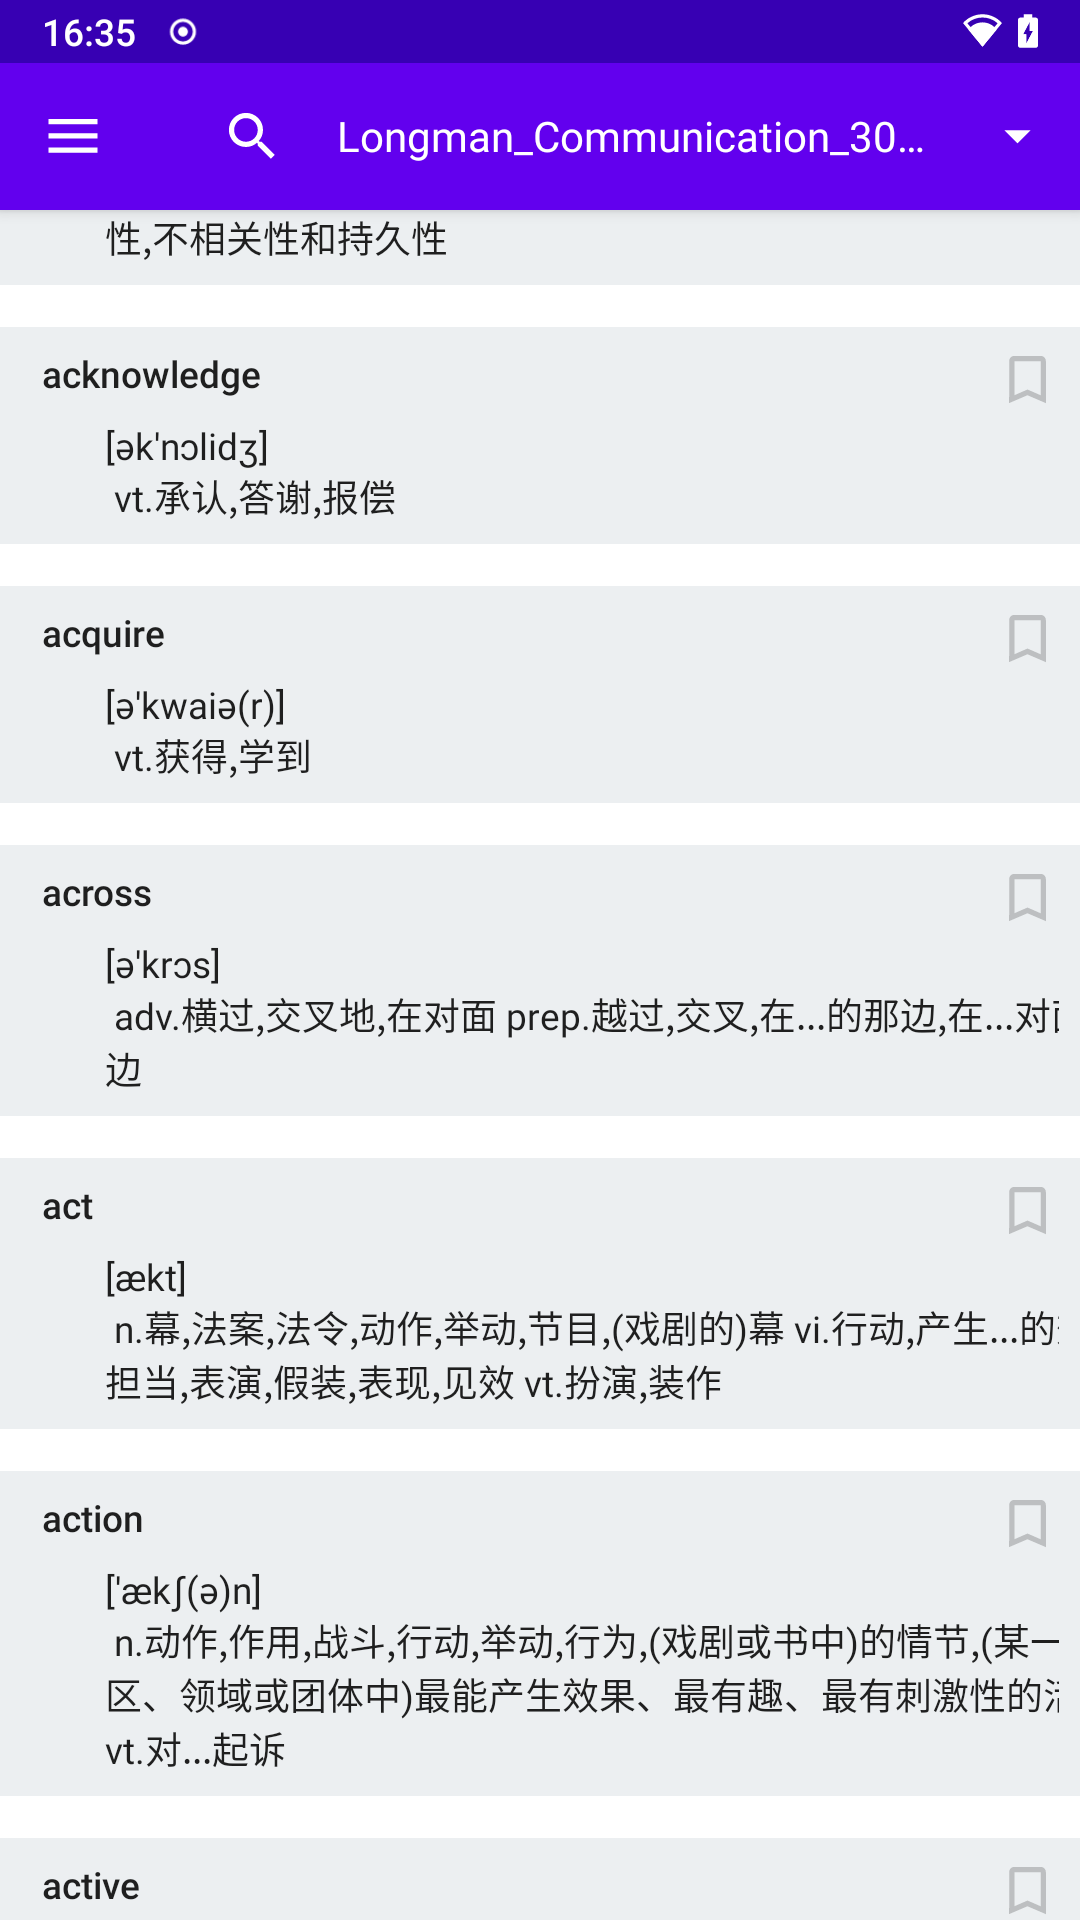 16:35
Longman_Communication_30...
性,不相关性和持久性
acknowledge
[ək'nɔlidʒ]
vt.承认,答谢,报偿
acquire
[ə'kwaiə(r)]
vt.获得,学到
across
[ə'krɔs]
adv.横过,交叉地,在对面 prep.越过,交叉,在...的那边,在...对
边
act
[ækt]
n.幕,法案,法令,动作,举动,节目,(戏剧的)幕 vi.行动,产生...的
担当,表演,假装,表现,见效 vt.扮演,装作
action
['ækʃ(ə)n]
n.动作,作用,战斗,行动,举动,行为,(戏剧或书中)的情节,(某一
区、领域或团体中)最能产生效果、最有趣、最有刺激性的
vt.对...起诉
active